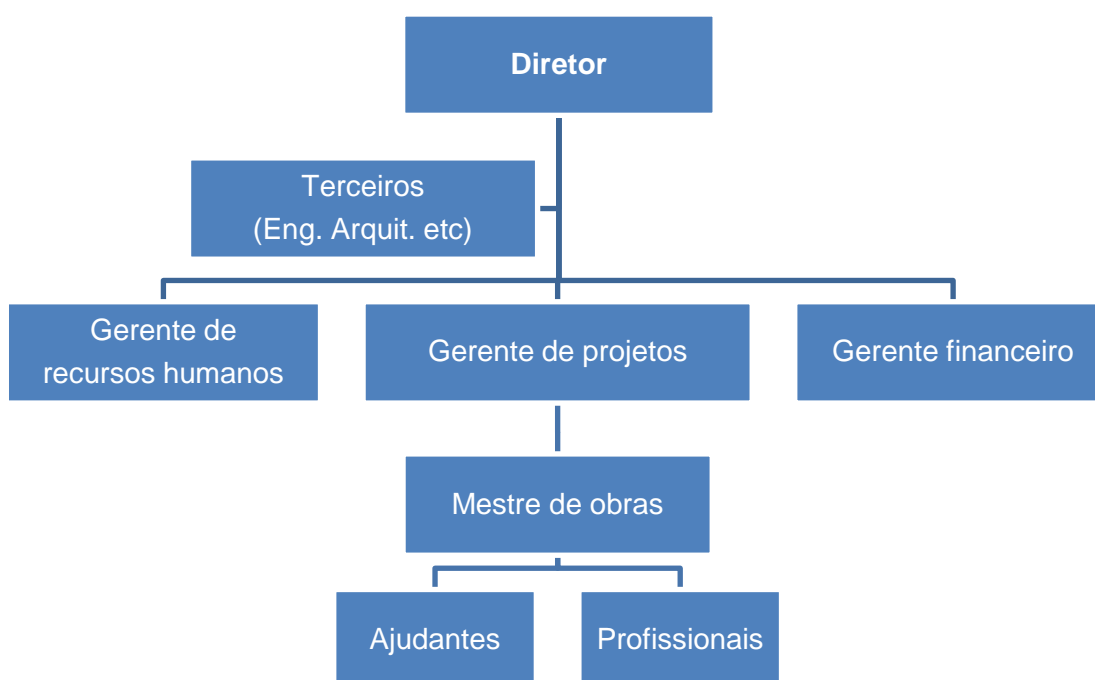 Diretor
Terceiros
(Eng. Arquit. etc)
Gerente de
recursos humanos
Gerente de projetos
Gerente financeiro
Mestre de obras
Ajudantes
Profissionais